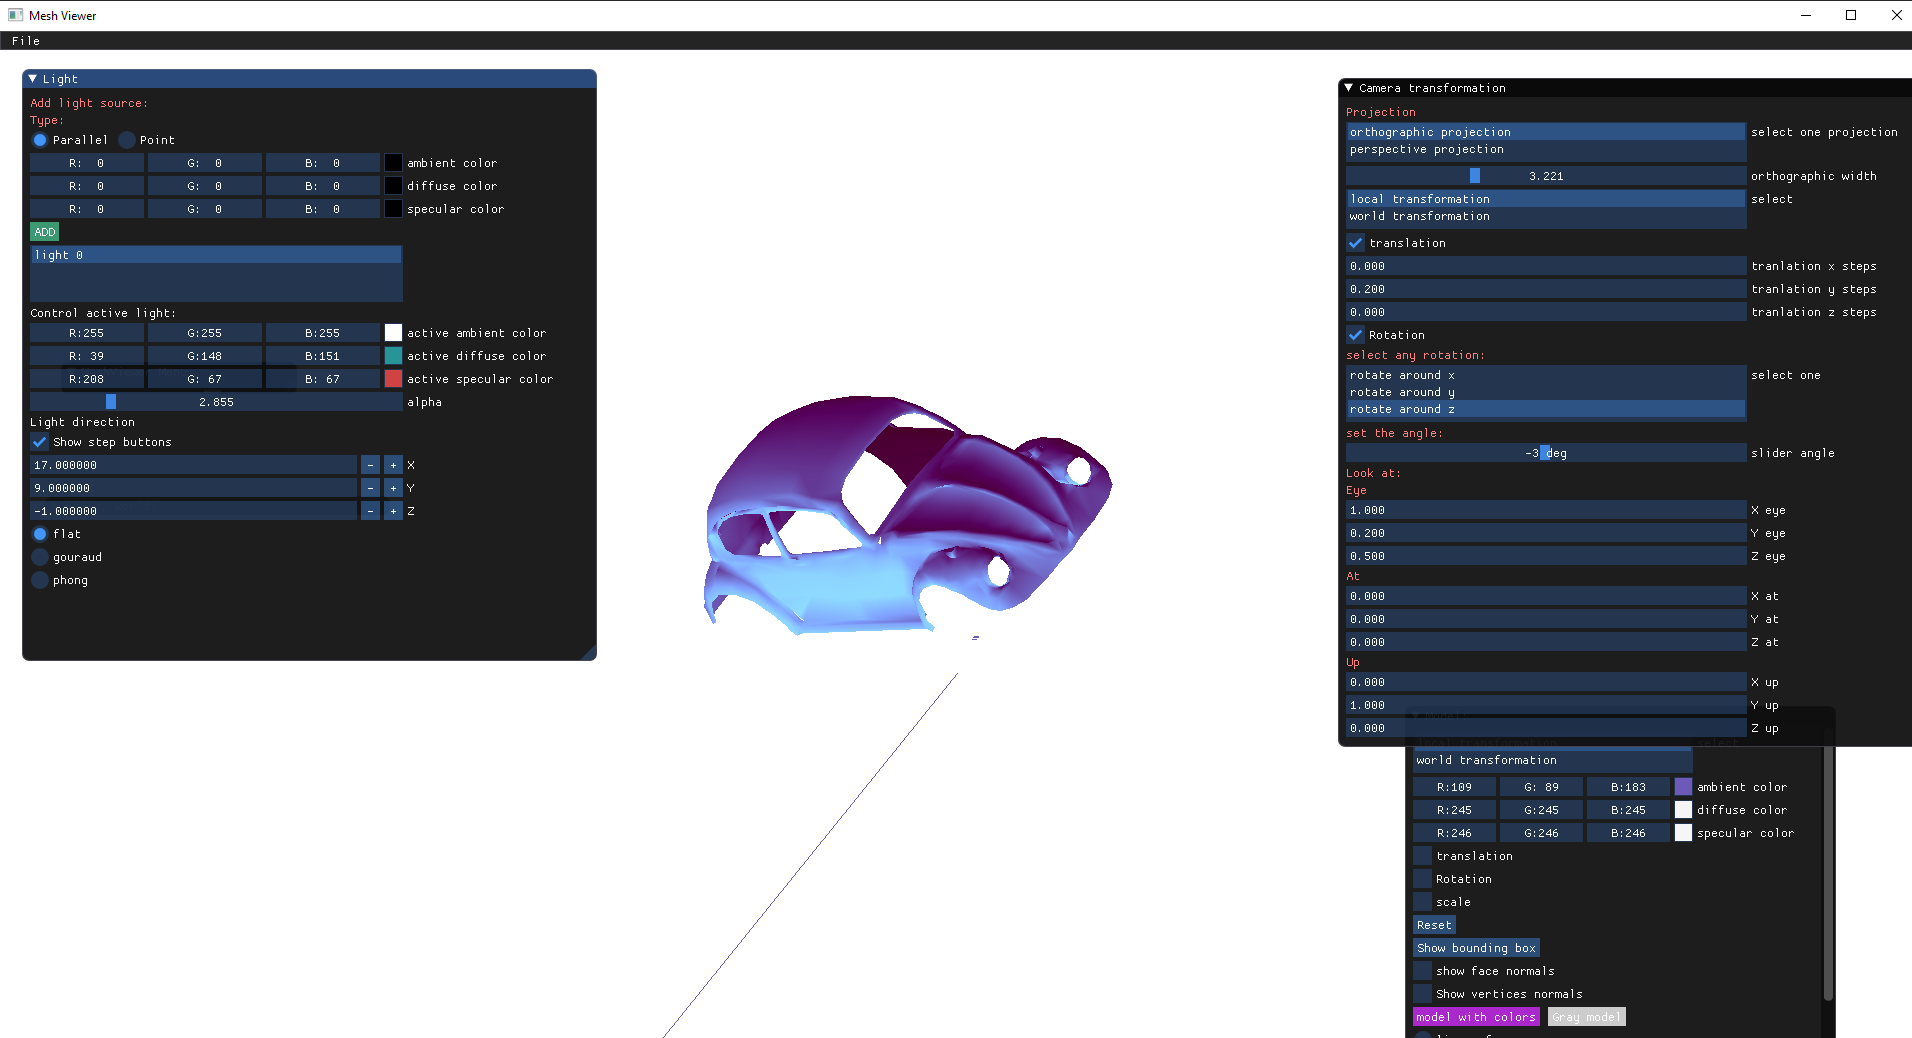 Mesh Viewer
File
Light
Add light source:
Type:
Parallel Point
R: 0 G: 0 B: 0 ambient color
R: 0 G: 0 B: 0 diffuse color
R: 0 G: 0 B: 0 specular color
ADD
light 0
Control active light:
R:255 G:255 B:255 active ambient color
R: 39 G:148 B:151 active diffuse color
R:208 G: 67 B: 67 active specular color
2.855 alpha
Light direction
Show step buttons
17.000000 - + X
9.000000 - + Y
-1.000000 - + Z
flat
gouraud
phong
Camera transformation
Projection
orthographic projection select one projection
perspective projection
3.221 orthographic width
local transformation select
world transformation
translation
0.000 tranlation x steps
0.200 tranlation y steps
0.000 tranlation z steps
Rotation
select any rotation:
rotate around x select one
rotate around y
rotate around z
set the angle:
-3 deg slider angle
Look at:
Eye
1.000 X eye
0.200 Y eye
0.500 Z eye
At
0.000 X at
0.000 Y at
0.000 Z at
Up
0.000 X up
1.000 Y up
0.000 Z up
world transformation
R:109 G: 89 B:183 ambient color
R:245 G:245 B:245 diffuse color
R:246 G:246 B:246 specular color
translation
Rotation
scale
Reset
Show bounding box
show face normals
Show vertices normals
model with colors Gray model